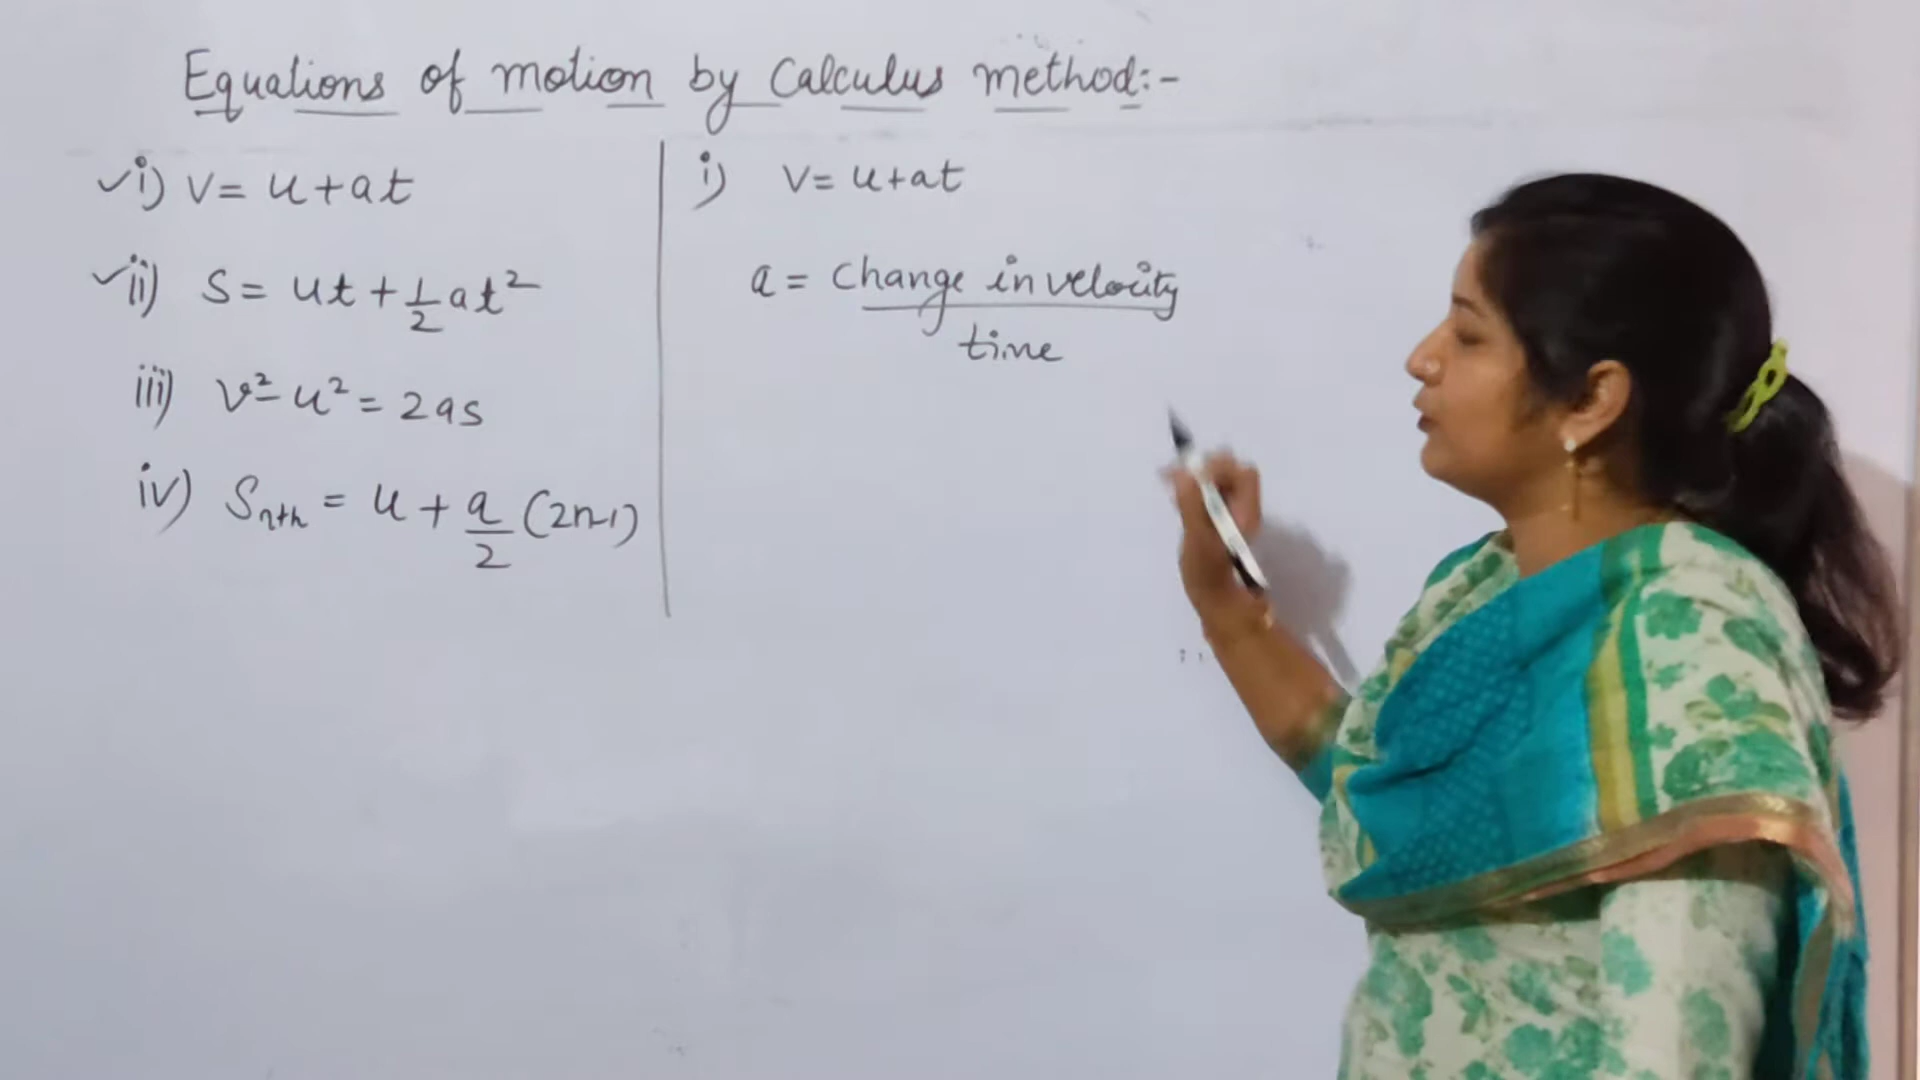 Equations of motion by Calculus method:-
✓i) v = u + at
✓ii) S = ut + 1/2 at²
iii) v² - u² = 2as
iv) Snth = u + a/2 (2n-1)
i) v = u + at
a = Change in velocity
time